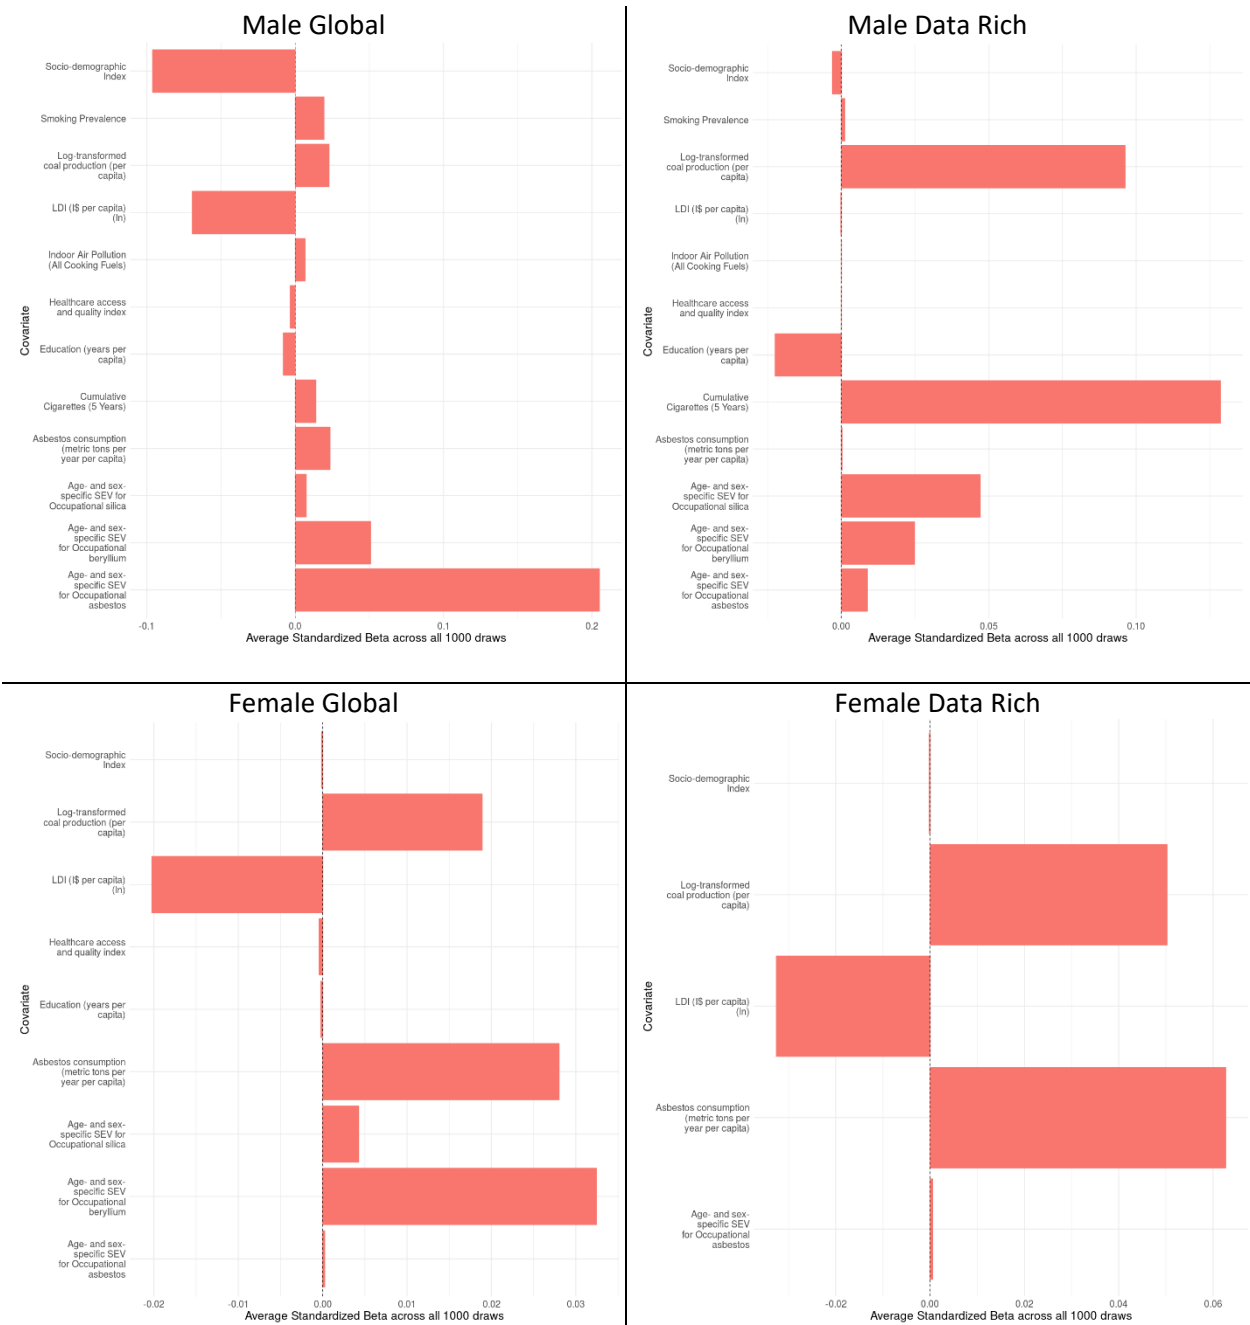 Male Global
Socio-demographic
Index
Smoking Prevalence
Log-transformed
coal production (per
capita)
LDI (I$ per capita)
(ln)
Indoor Air Pollution
(All Cooking Fuels)
Healthcare access
and quality index
Education (years per
capita)
Cumulative
Cigarettes (5 Years)
Asbestos consumption
(metric tons per
year per capita)
Age- and sex-
specific SEV for
Occupational silica
Age- and sex-
specific SEV
for Occupational
beryllium
Age- and sex-
specific SEV
for Occupational
asbestos
Covariate
-0.1 0.0 0.1 0.2
Average Standardized Beta across all 1000 draws
Male Data Rich
Socio-demographic
Index
Smoking Prevalence
Log-transformed
coal production (per
capita)
LDI (I$ per capita)
(ln)
Indoor Air Pollution
(All Cooking Fuels)
Healthcare access
and quality index
Education (years per
capita)
Cumulative
Cigarettes (5 Years)
Asbestos consumption
(metric tons per
year per capita)
Age- and sex-
specific SEV for
Occupational silica
Age- and sex-
specific SEV
for Occupational
beryllium
Age- and sex-
specific SEV
for Occupational
asbestos
Covariate
0.00 0.05 0.10
Average Standardized Beta across all 1000 draws
Female Global
Socio-demographic
Index
Log-transformed
coal production (per
capita)
LDI (I$ per capita)
(ln)
Healthcare access
and quality index
Education (years per
capita)
Asbestos consumption
(metric tons per
year per capita)
Age- and sex-
specific SEV for
Occupational silica
Age- and sex-
specific SEV
for Occupational
beryllium
Age- and sex-
specific SEV
for Occupational
asbestos
Covariate
-0.02 -0.01 0.00 0.01 0.02 0.03
Average Standardized Beta across all 1000 draws
Female Data Rich
Socio-demographic
Index
Log-transformed
coal production (per
capita)
LDI (I$ per capita)
(ln)
Asbestos consumption
(metric tons per
year per capita)
Age- and sex-
specific SEV
for Occupational
asbestos
Covariate
-0.02 0.00 0.02 0.04 0.06
Average Standardized Beta across all 1000 draws